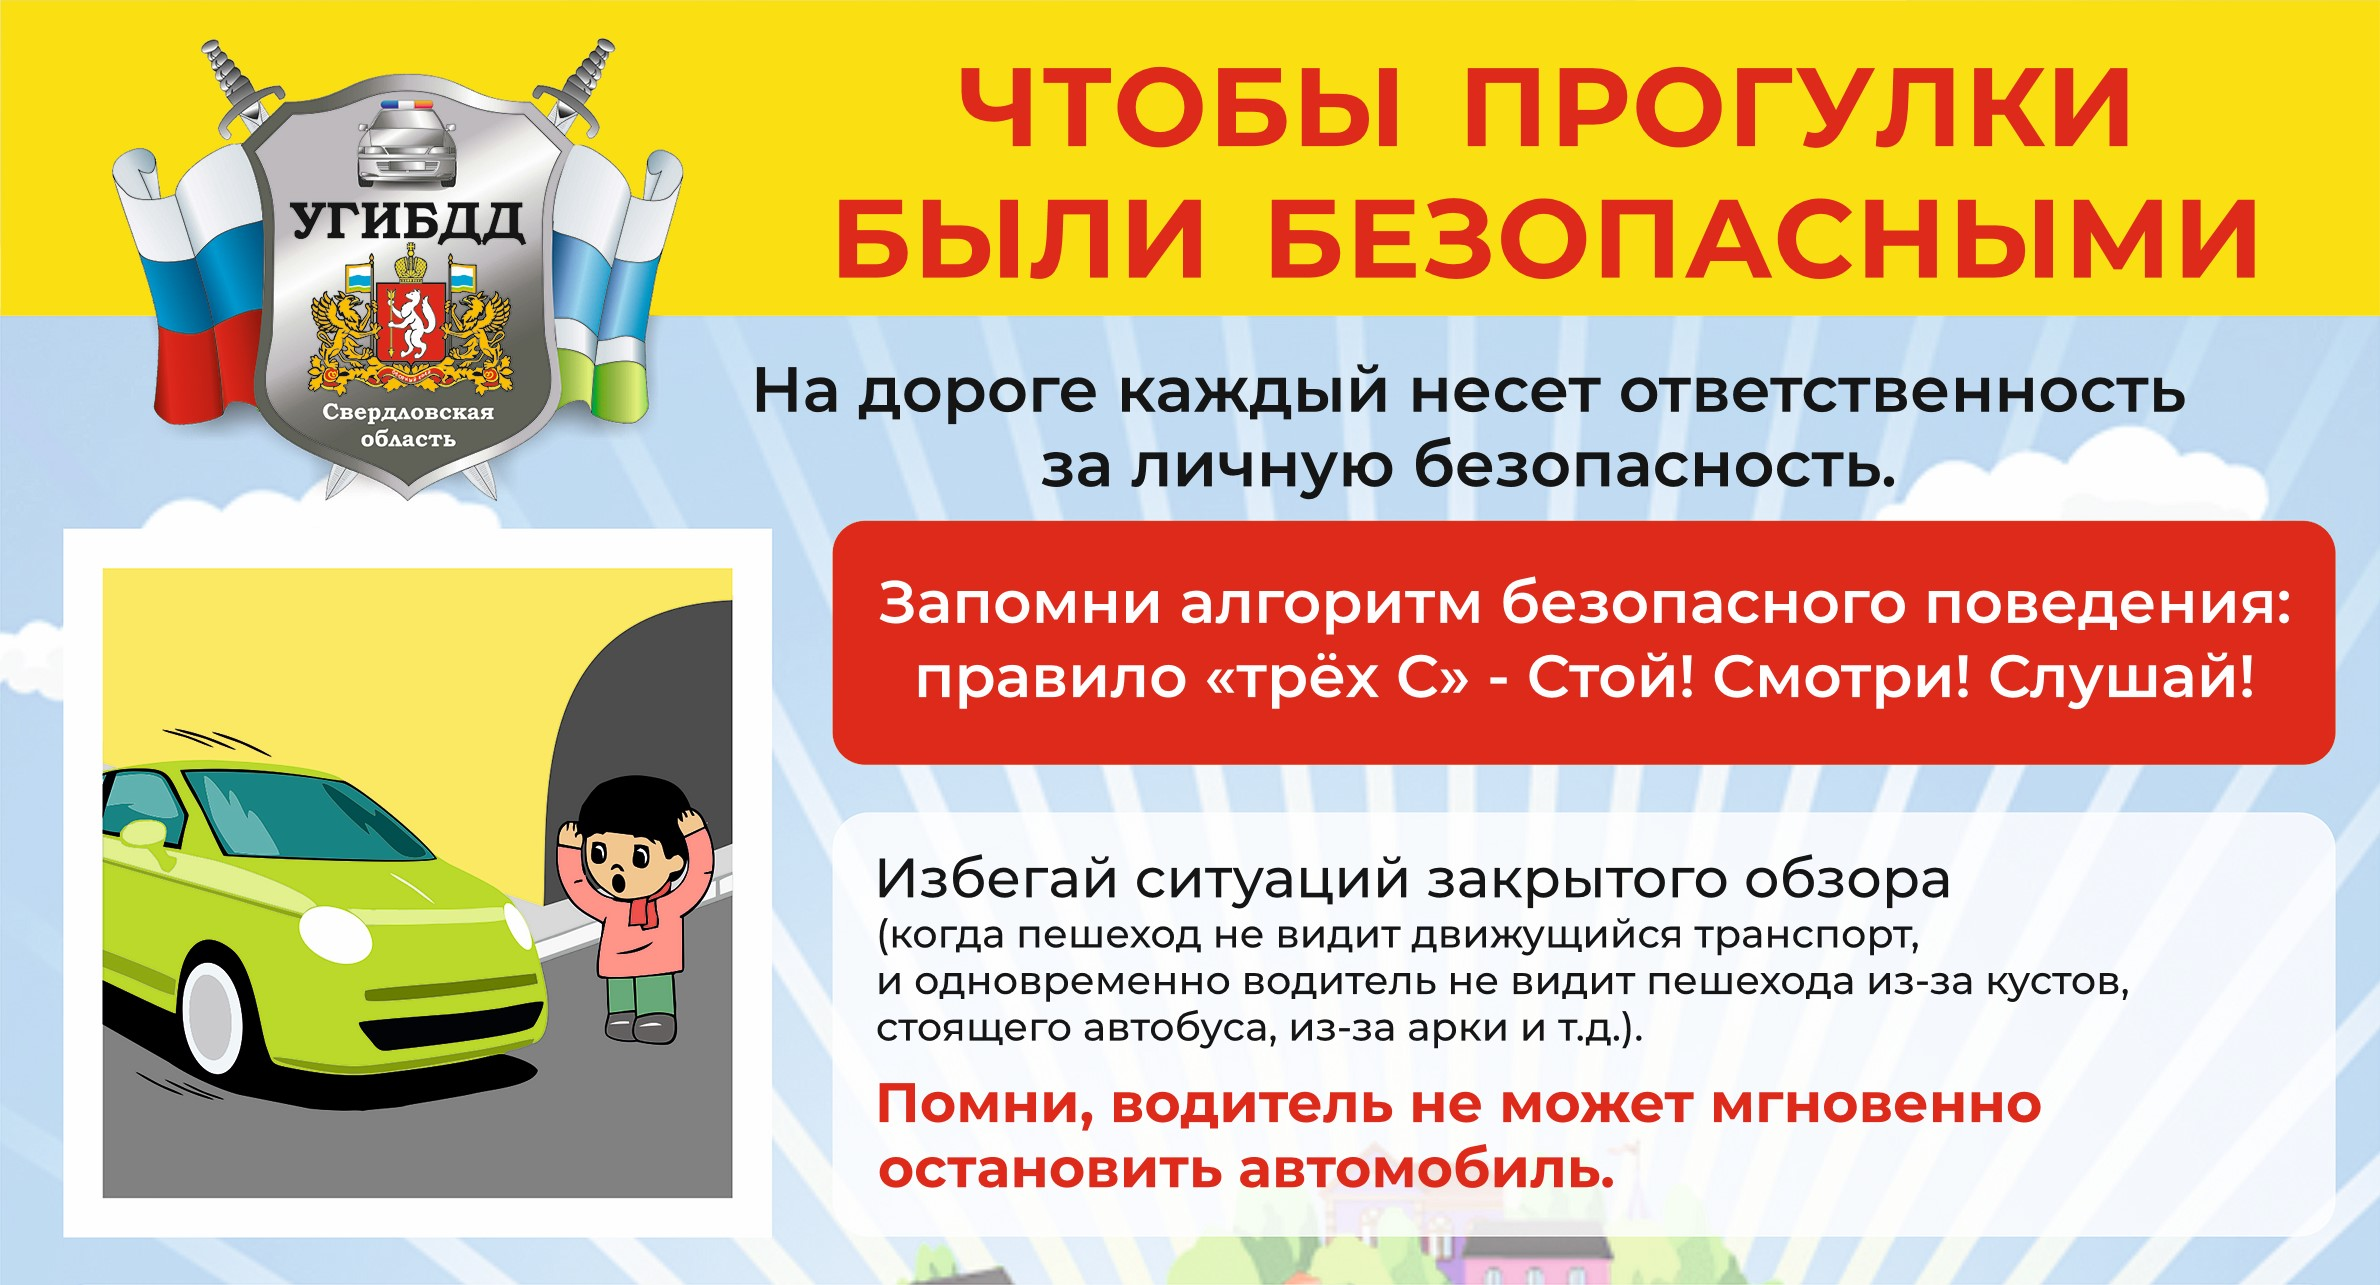 УГИБДД
Свердловская
область
ЧТОБЫ ПРОГУЛКИ
БЫЛИ БЕЗОПАСНЫМИ
На дороге каждый несет ответственность
за личную безопасность.
Запомни алгоритм безопасного поведения:
правило «трёх С» - Стой! Смотри! Слушай!
Избегай ситуаций закрытого обзора
(когда пешеход не видит движущийся транспорт,
и одновременно водитель не видит пешехода из-за кустов,
стоящего автобуса, из-за арки и т.д.).
Помни, водитель не может мгновенно
остановить автомобиль.